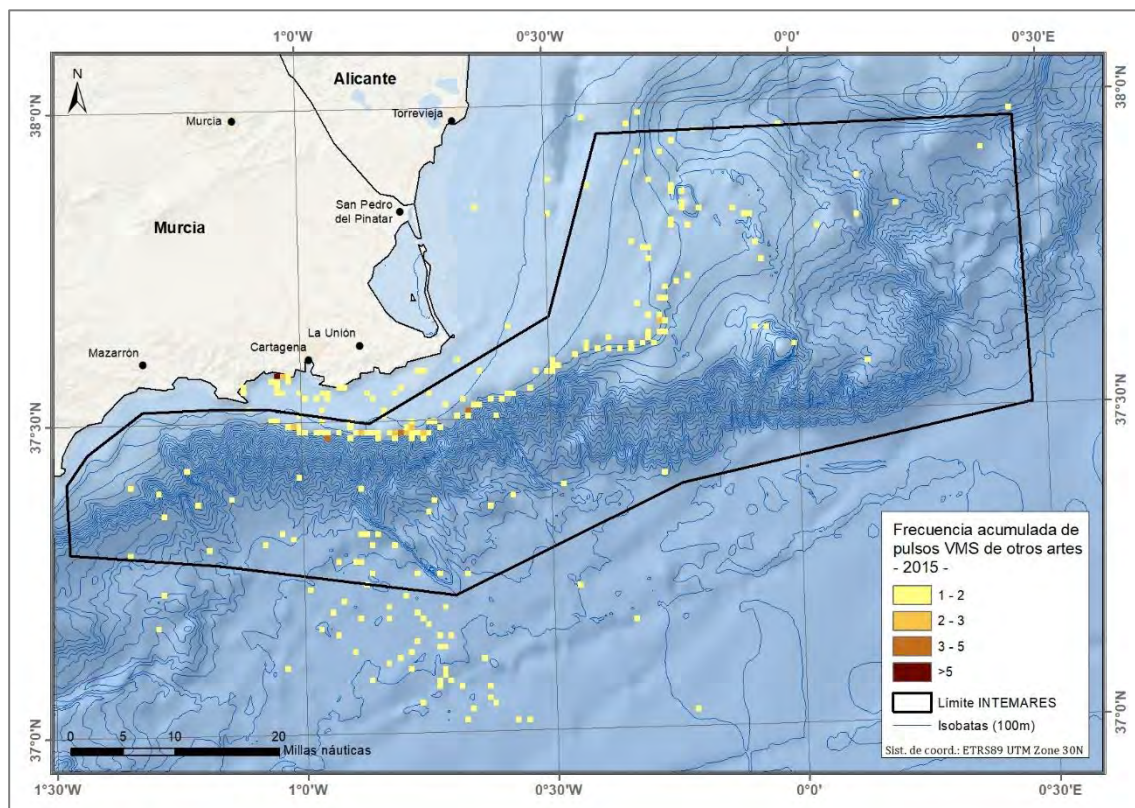 1°0'W
0°30'W
0°0'
0°30'E
N
Alicante
Torrevieja
Murcia
38°0'N
38°0'N
San Pedro
del Pinatar
Murcia
La Unión
Cartagena
Mazarrón
37°30'N
37°30'N
Frecuencia acumulada de
pulsos VMS de otros artes
- 2015 -
1 - 2
2 - 3
3 - 5
>5
Límite INTEMARES
Isobatas (100m)
Sist. de coord.: ETRS89 UTM Zone 30N
37°0'N
37°0'N
0 5 10 20
Millas náuticas
1°30'W
1°0'W
0°30'W
0°0'
0°30'E